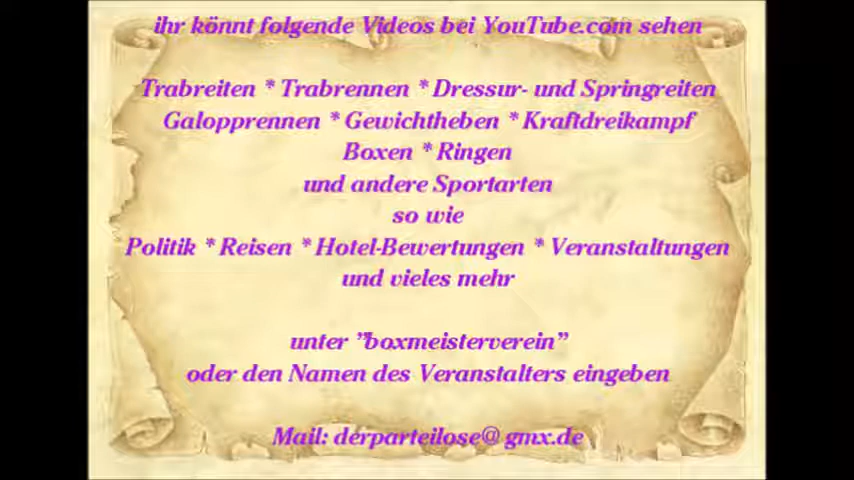 ihr könnt folgende Videos bei YouTube.com sehen
Trabreiten * Trabrennen * Dressur- und Springreiten
Galopprennen * Gewichtheben * Kraftdreikampf
Boxen * Ringen
und andere Sportarten
so wie
Politik * Reisen * Hotel-Bewertungen * Veranstaltungen
und vieles mehr
unter "boxmeisterverein"
oder den Namen des Veranstalters eingeben
Mail: derparteilose@gmx.de